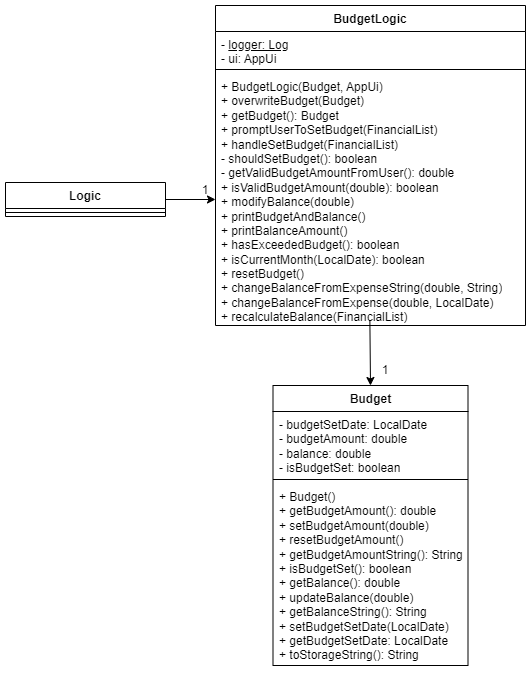 BudgetLogic
- logger: Log
- ui: AppUi
+ BudgetLogic(Budget, AppUi)
+ overwriteBudget(Budget)
+ getBudget(): Budget
+ promptUserToSetBudget(FinancialList)
+ handleSetBudget(FinancialList)
- shouldSetBudget(): boolean
- getValidBudgetAmountFromUser(): double
+ isValidBudgetAmount(double): boolean
+ modifyBalance(double)
+ printBudgetAndBalance()
+ printBalanceAmount()
+ hasExceededBudget(): boolean
+ isCurrentMonth(LocalDate): boolean
+ resetBudget()
+ changeBalanceFromExpenseString(double, String)
+ changeBalanceFromExpense(double, LocalDate)
+ recalculateBalance(FinancialList)
Logic
1
1
Budget
- budgetSetDate: LocalDate
- budgetAmount: double
- balance: double
- isBudgetSet: boolean
+ Budget()
+ getBudgetAmount(): double
+ setBudgetAmount(double)
+ resetBudgetAmount()
+ getBudgetAmountString(): String
+ isBudgetSet(): boolean
+ getBalance(): double
+ updateBalance(double)
+ getBalanceString(): String
+ setBudgetSetDate(LocalDate)
+ getBudgetSetDate: LocalDate
+ toStorageString(): String